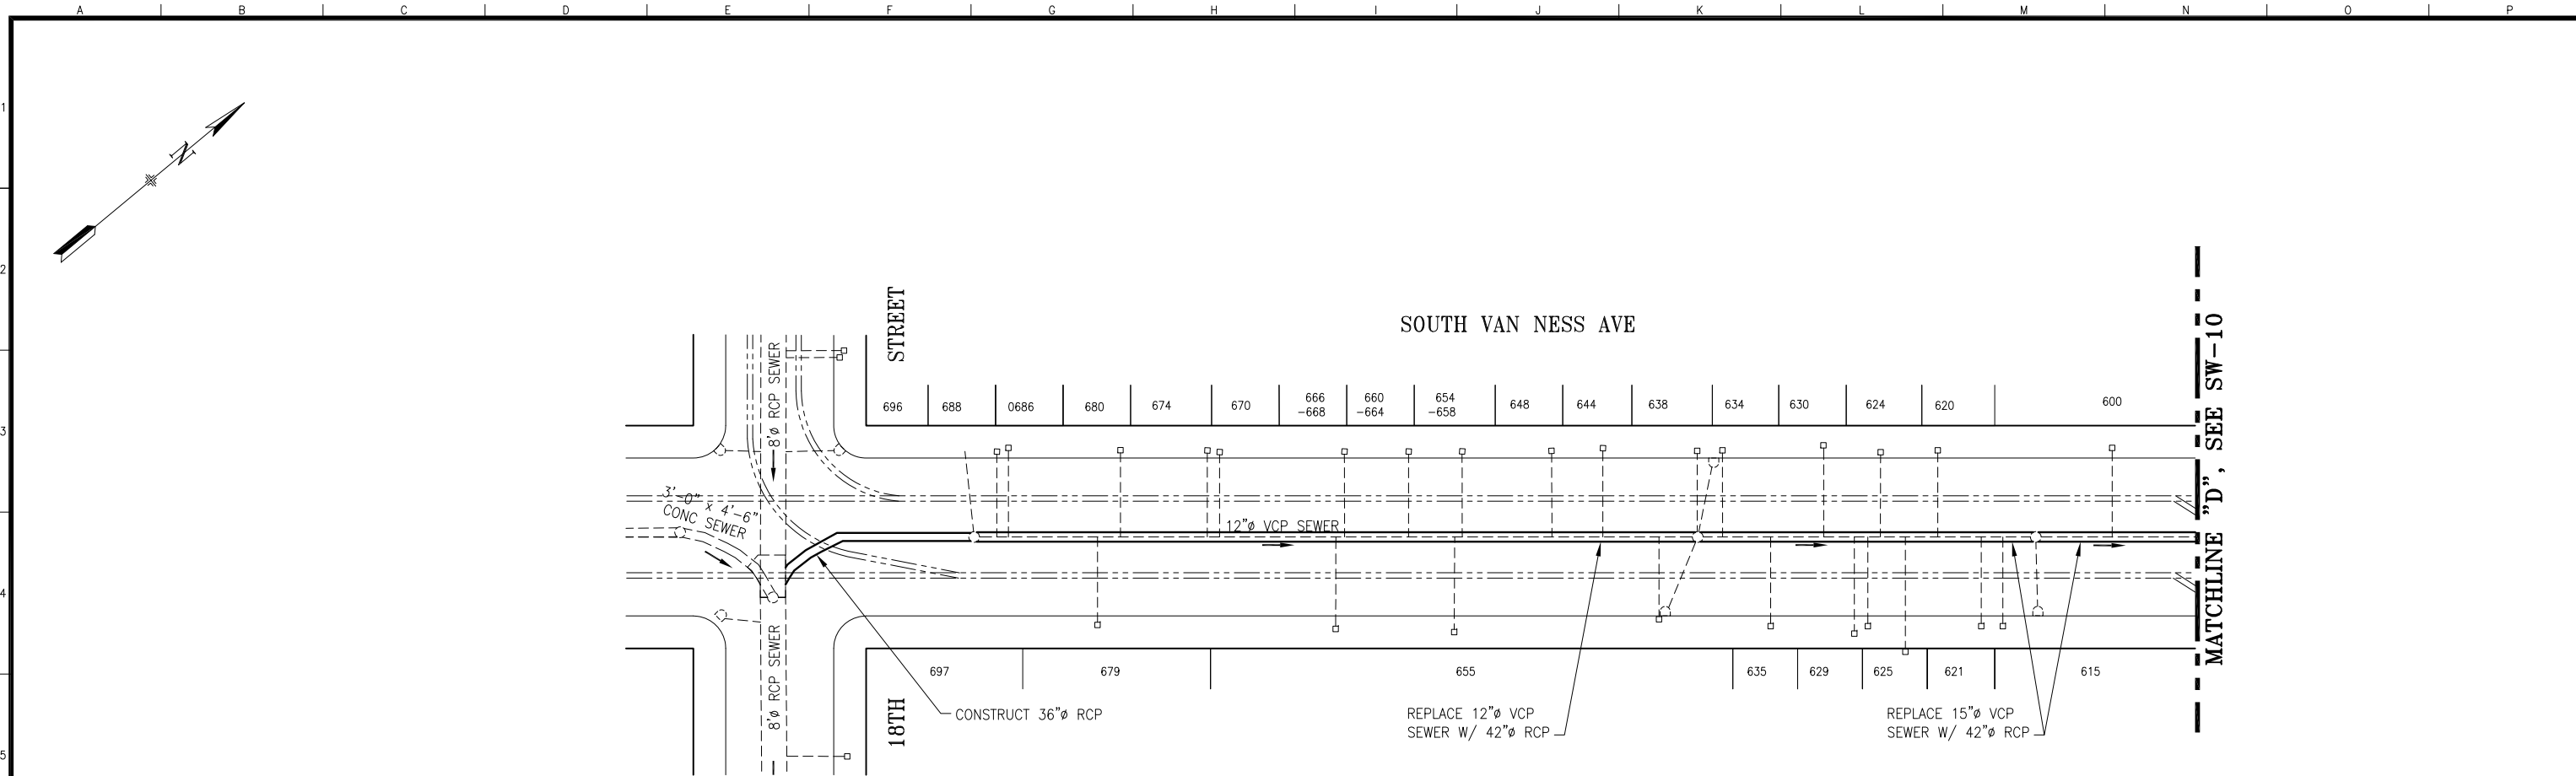 A B C D E F G H I J K L M N O P
1
N
2
STREET
SOUTH VAN NESS AVE
8'ø RCP SEWER
MATCHLINE "D", SEE SW-10
696 688 0686 680 674 670 666 -668 660 -664 654 -658 648 644 638 634 630 624 620 600
3
3'-0" x 4'-6"
CONC SEWER
12"ø VCP SEWER
4
8'ø RCP SEWER
697 679 655 635 629 625 621 615
18TH
CONSTRUCT 36"ø RCP
REPLACE 12"ø VCP
SEWER W/ 42"ø RCP
REPLACE 15"ø VCP
SEWER W/ 42"ø RCP
5